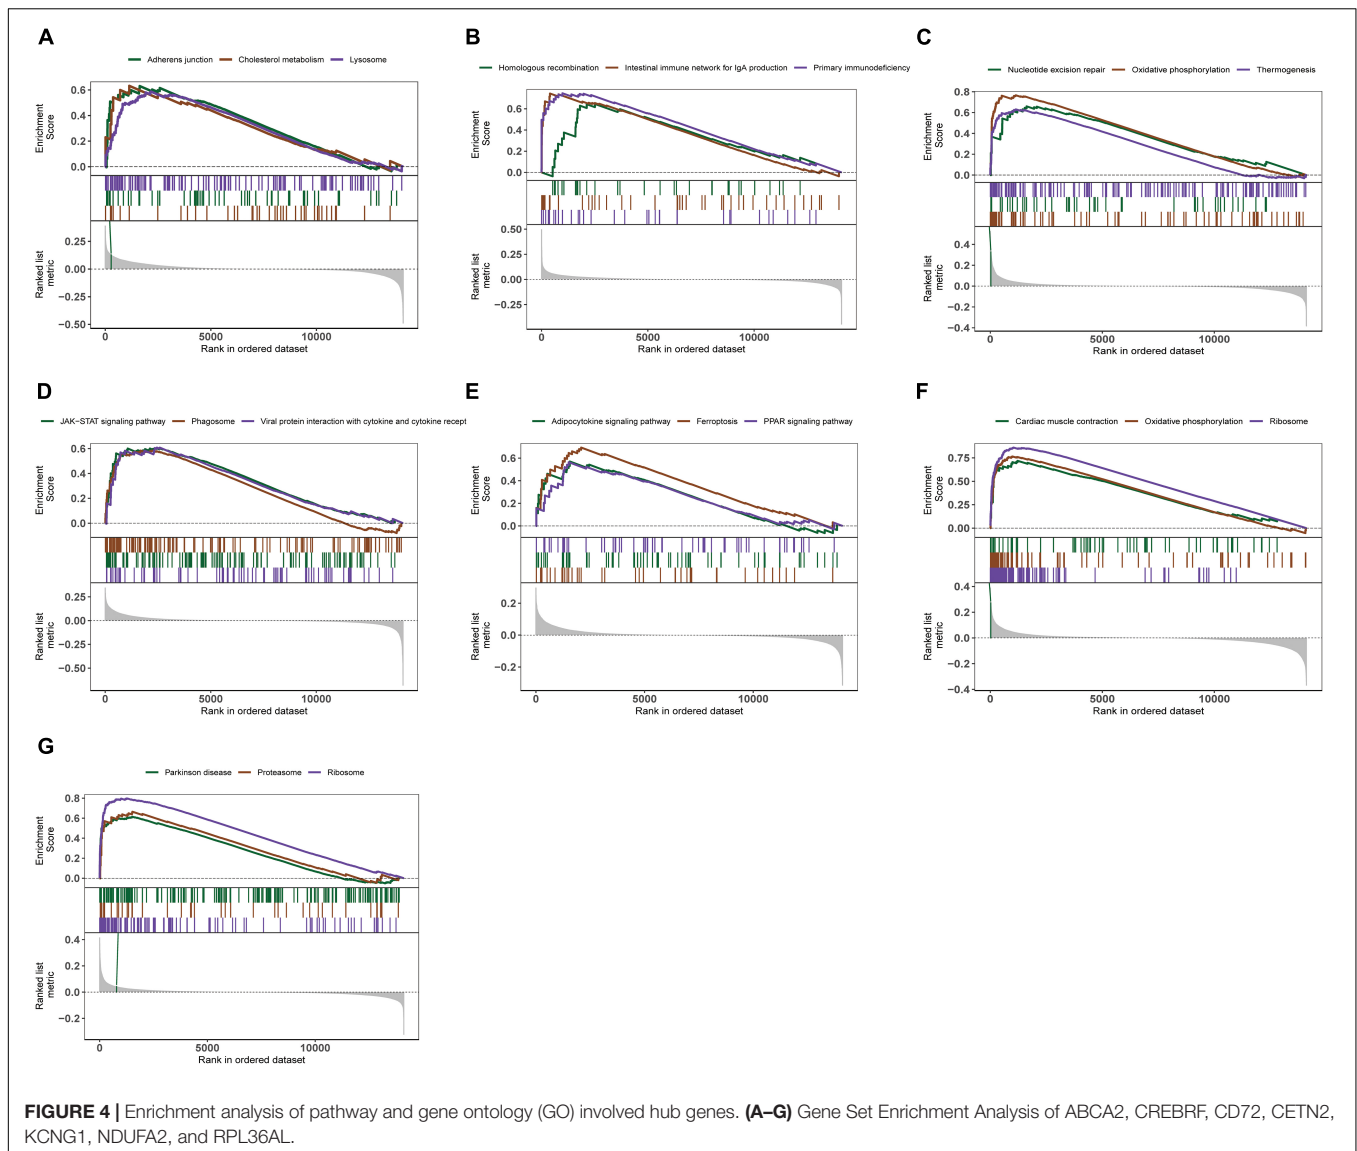 A
Adherens junction Cholesterol metabolism Lysosome
Enrichment
Score
0.6
0.4
0.2
0.0
Ranked list
metric
0.25
0.00
−0.25
−0.50
0 5000 10000
Rank in ordered dataset
B
Homologous recombination Intestinal immune network for IgA production Primary immunodeficiency
Enrichment
Score
0.6
0.4
0.2
0.0
Ranked list
metric
0.50
0.25
0.00
−0.25
0 5000 10000
Rank in ordered dataset
C
Nucleotide excision repair Oxidative phosphorylation Thermogenesis
Enrichment
Score
0.8
0.6
0.4
0.2
0.0
Ranked list
metric
0.4
0.2
0.0
−0.2
−0.4
0 5000 10000
Rank in ordered dataset
D
JAK−STAT signaling pathway Phagosome Viral protein interaction with cytokine and cytokine recept
Enrichment
Score
0.6
0.4
0.2
0.0
Ranked list
metric
0.25
0.00
−0.25
−0.50
0 5000 10000
Rank in ordered dataset
E
Adipocytokine signaling pathway Ferroptosis PPAR signaling pathway
Enrichment
Score
0.6
0.4
0.2
0.0
Ranked list
metric
0.2
0.0
−0.2
0 5000 10000
Rank in ordered dataset
F
Cardiac muscle contraction Oxidative phosphorylation Ribosome
Enrichment
Score
0.75
0.50
0.25
0.00
Ranked list
metric
0.4
0.2
0.0
−0.2
−0.4
0 5000 10000
Rank in ordered dataset
G
Parkinson disease Proteasome Ribosome
Enrichment
Score
0.8
0.6
0.4
0.2
0.0
Ranked list
metric
0.4
0.2
0.0
−0.2
0 5000 10000
Rank in ordered dataset
FIGURE 4 | Enrichment analysis of pathway and gene ontology (GO) involved hub genes. (A–G) Gene Set Enrichment Analysis of ABCA2, CREBRF, CD72, CETN2,
KCNG1, NDUFA2, and RPL36AL.